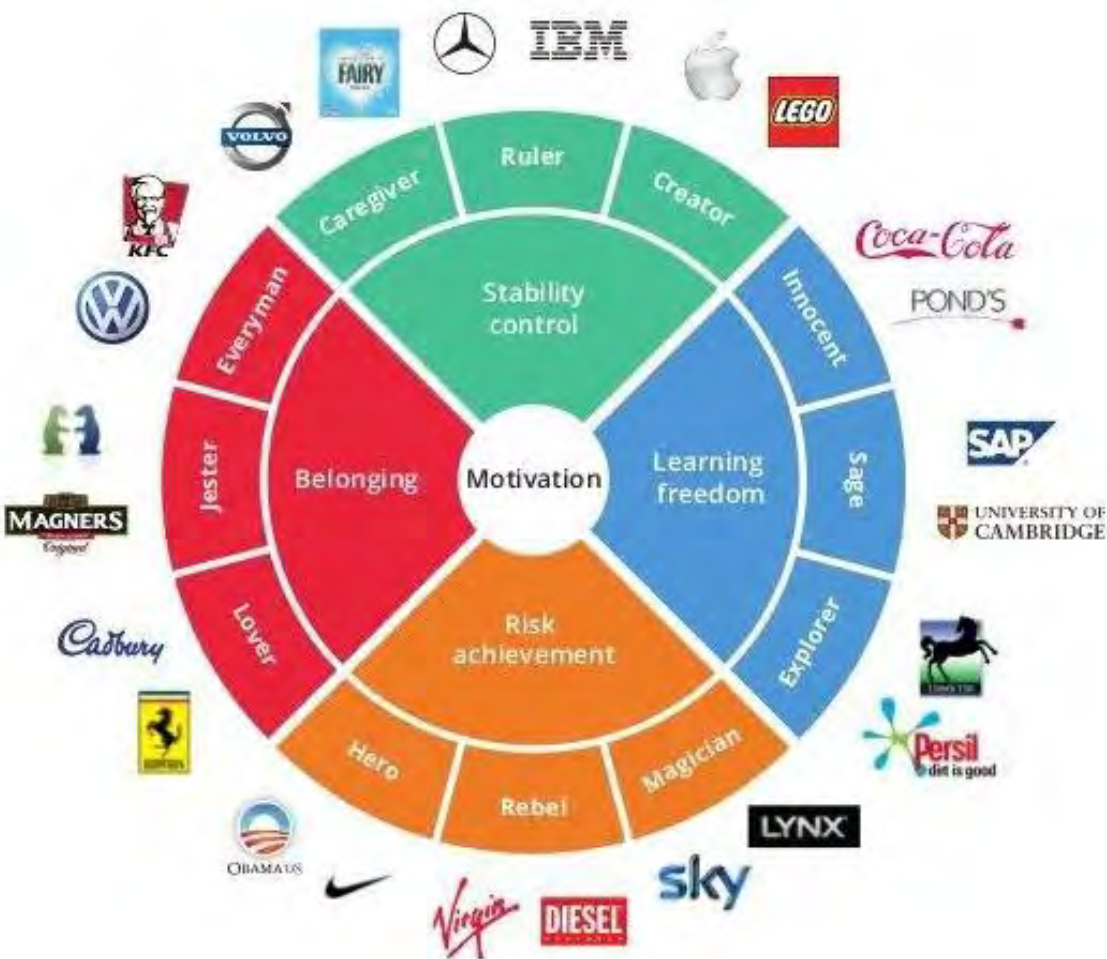 IBM
FAIRY
LEGO
VOLVO
Ruler
Caregiver
Creator
KFC
Coca-Cola
POND'S
Everyman
Innocent
Stability
control
Jester
Belonging
Motivation
Learning
freedom
Sage
SAP
MAGNERS
Original
UNIVERSITY OF
CAMBRIDGE
Lover
Explorer
Risk
achievement
Cadbury
Persil
dirt is good
Hero
Rebel
Magician
LYNX
OBAMA'08
sky
Virgin
DIESEL